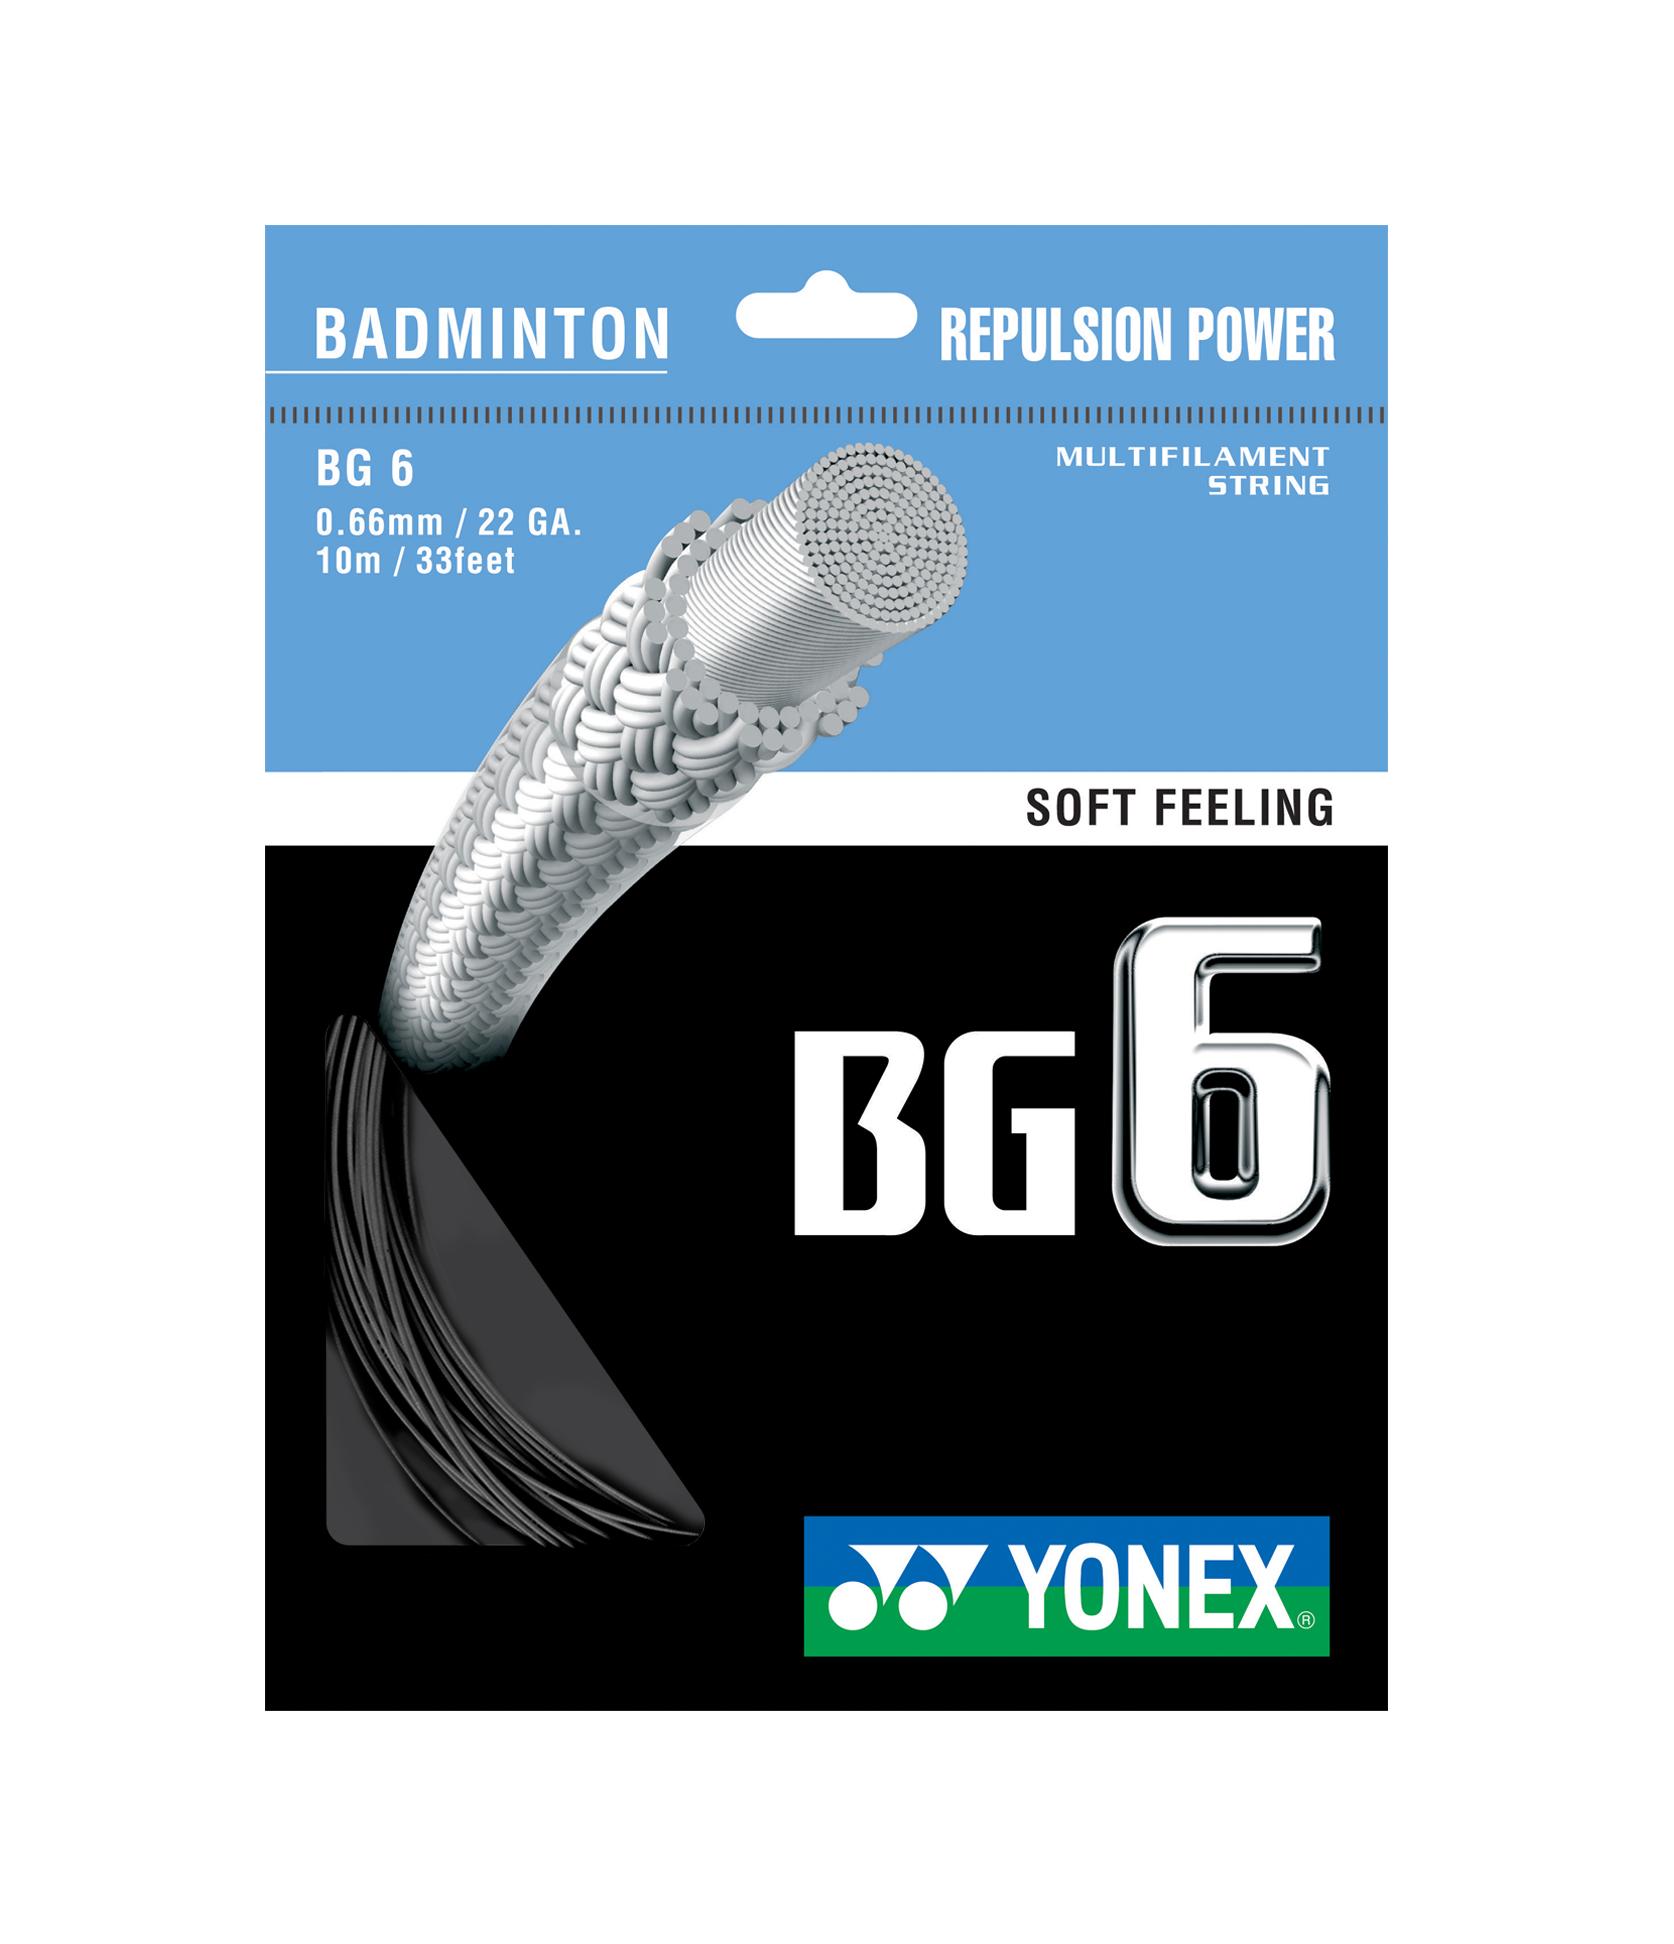 BADMINTON
REPULSION POWER
BG 6
0.66mm / 22 GA.
10m / 33feet
MULTIFILAMENT
STRING
SOFT FEELING
BG6
YONEX®